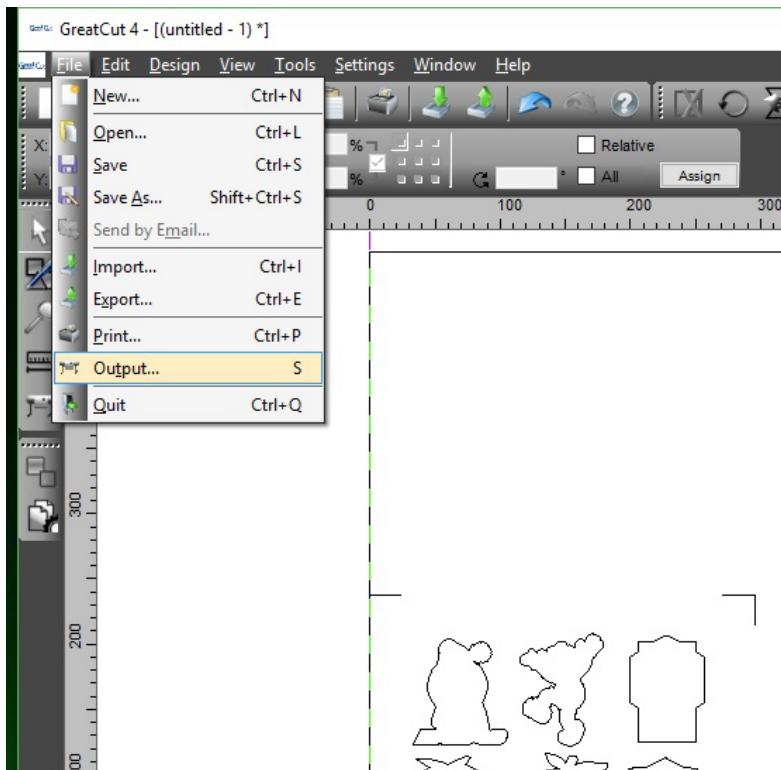 GreatCut 4 - [(untitled - 1) *]
File Edit Design View Tools Settings Window Help
New... Ctrl+N
Open... Ctrl+L
Save Ctrl+S
Save As... Shift+Ctrl+S
Send by Email...
Import... Ctrl+I
Export... Ctrl+E
Print... Ctrl+P
Output... S
Quit Ctrl+Q
X: % Relative
Y: % ° All Assign
0 100 200 300
300
200